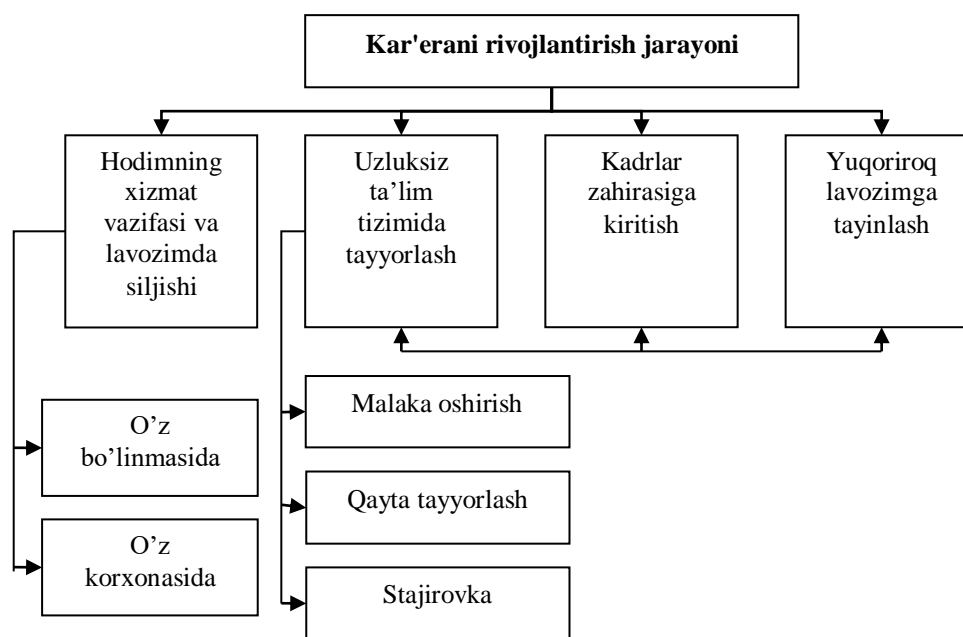 Kar'erani rivojlantirish jarayoni
Hodimning
xizmat
vazifasi va
lavozimda
siljishi
Uzluksiz
ta’lim
tizimida
tayyorlash
Kadrlar
zahirasiga
kiritish
Yuqoriroq
lavozimga
tayinlash
O’z
bo’linmasida
O’z
korxonasida
Malaka oshirish
Qayta tayyorlash
Stajirovka